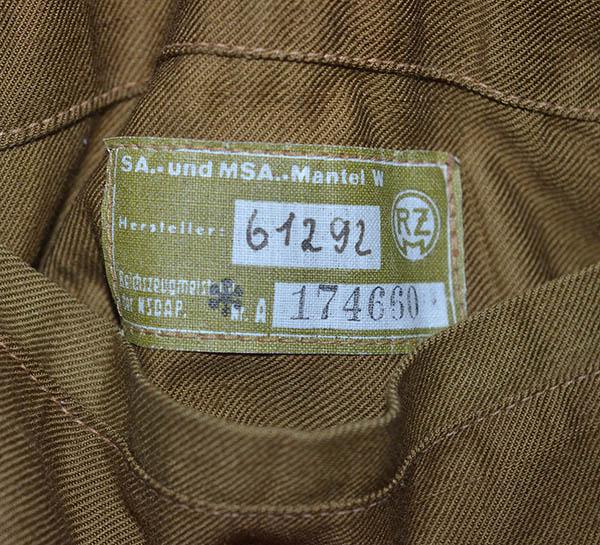 SA.- und MSA.-Mantel W
RZM
Hersteller: 61292
Reichszeugmeist
der NSDAP. Nr. A 174660